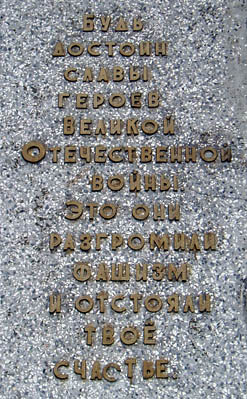 Будь
достоин
славы
героев
Великой
Отечественной
войны.
Это они
разгромили
фашизм
и отстояли
твоё
счастье.